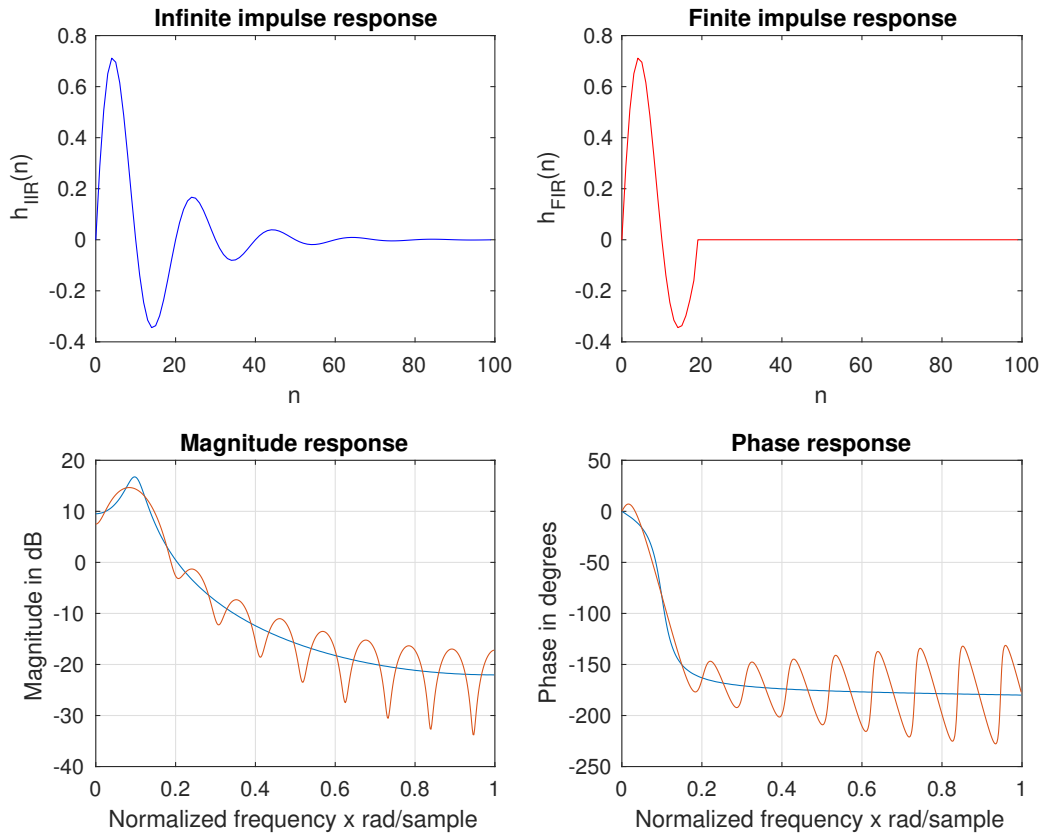 Infinite impulse response
0.8
0.6
0.4
0.2
0
-0.2
-0.4
h_IIR(n)
0 20 40 60 80 100
n
Finite impulse response
0.8
0.6
0.4
0.2
0
-0.2
-0.4
h_FIR(n)
0 20 40 60 80 100
n
Magnitude response
20
10
0
-10
-20
-30
-40
Magnitude in dB
0 0.2 0.4 0.6 0.8 1
Normalized frequency x rad/sample
Phase response
50
0
-50
-100
-150
-200
-250
Phase in degrees
0 0.2 0.4 0.6 0.8 1
Normalized frequency x rad/sample